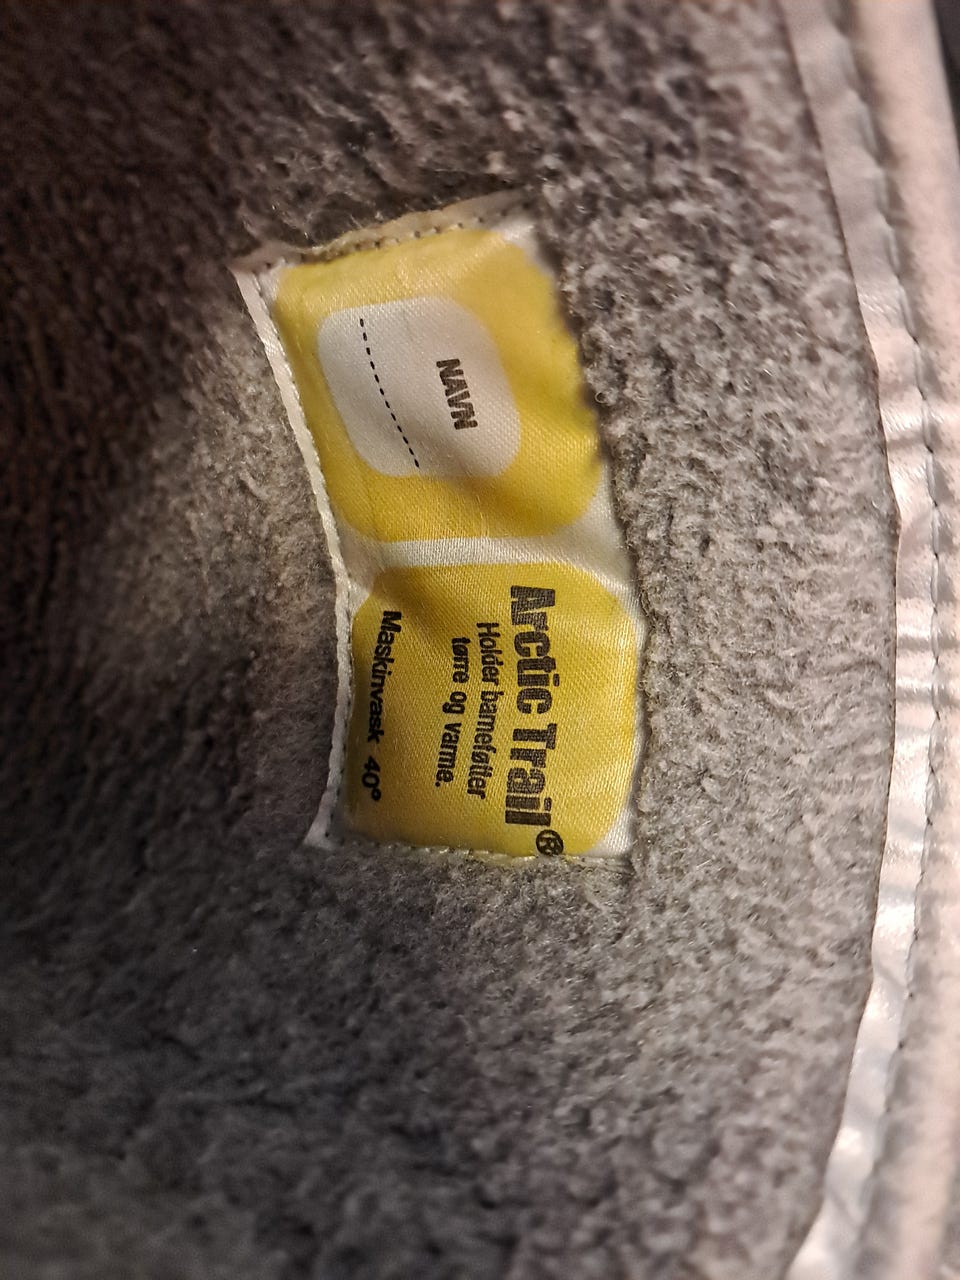 NAVN
Arctic Trail®
Holder barneføtter
tørre og varme.
Maskinvask 40°